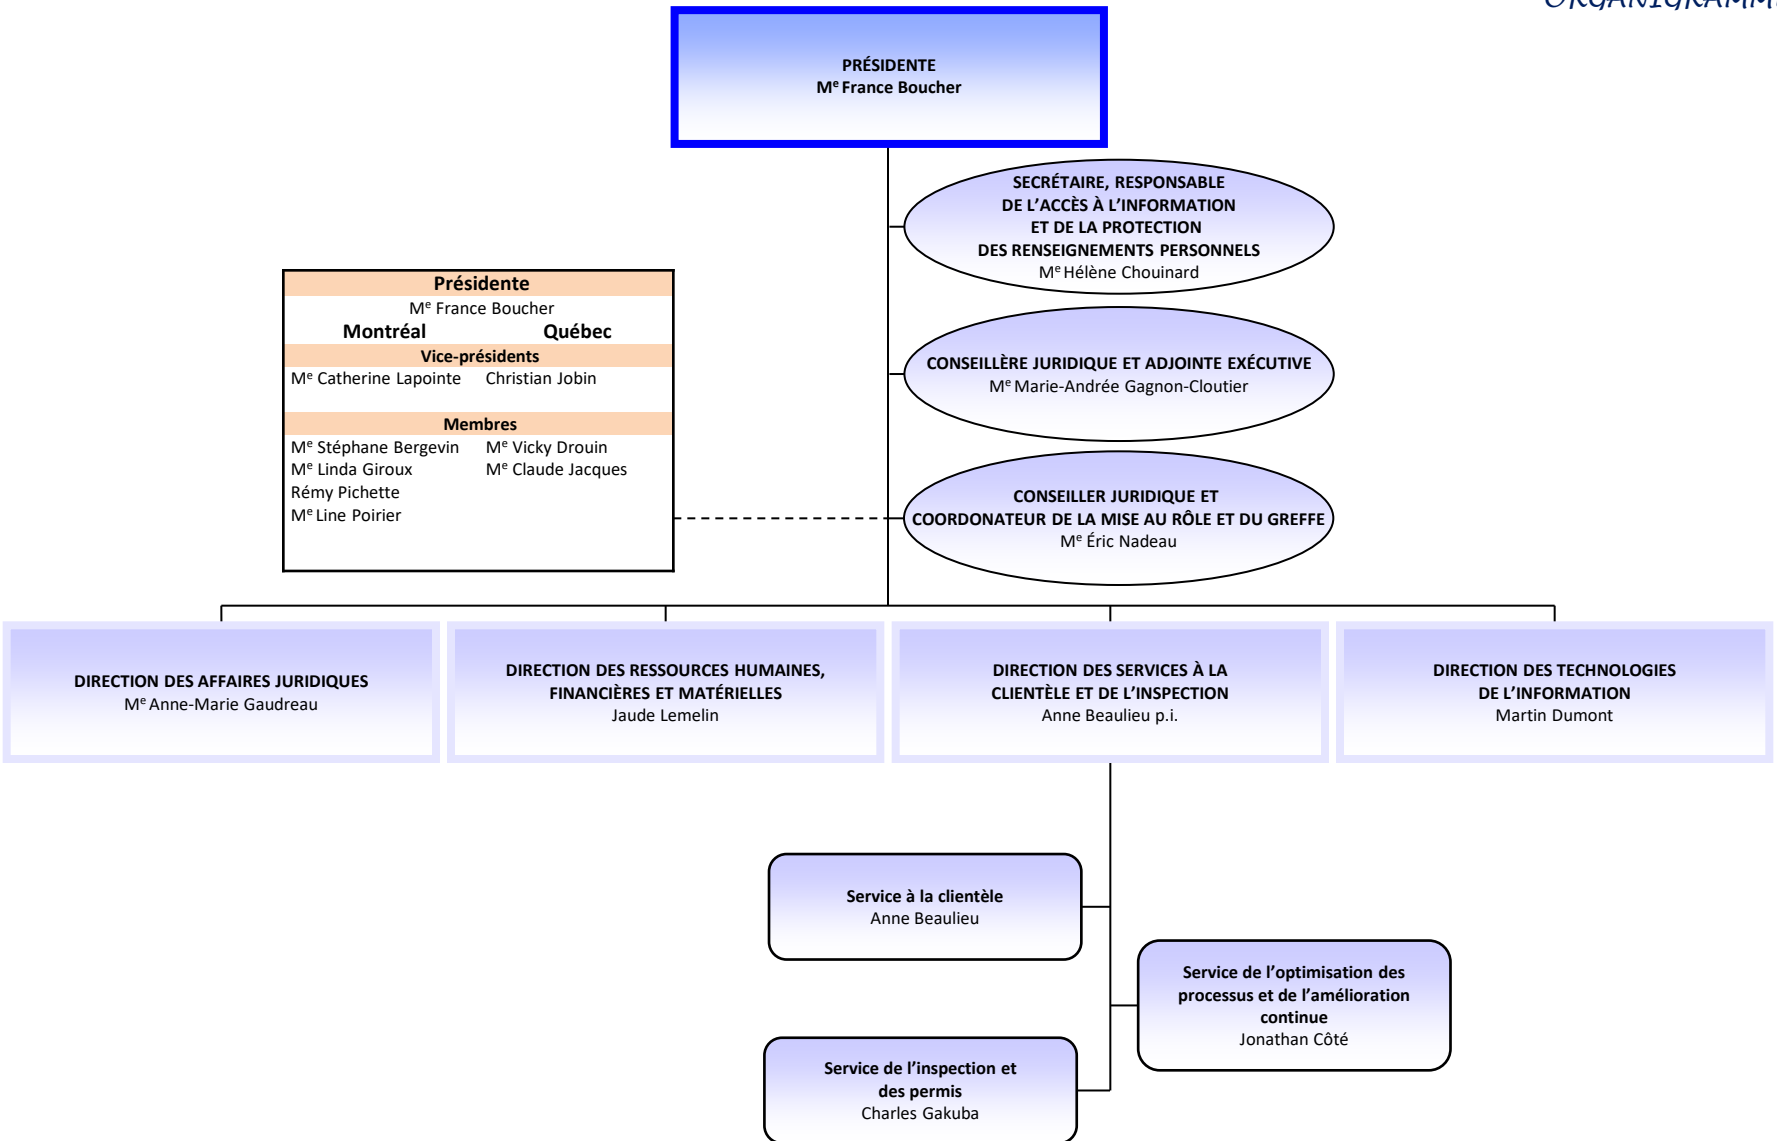 ORGANIGRAMME
PRÉSIDENTE
Me France Boucher
SECRÉTAIRE, RESPONSABLE
DE L’ACCÈS À L’INFORMATION
ET DE LA PROTECTION
DES RENSEIGNEMENTS PERSONNELS
Me Hélène Chouinard
Présidente
Me France Boucher
Montréal Québec
Vice-présidents
Me Catherine Lapointe Christian Jobin
Membres
Me Stéphane Bergevin Me Vicky Drouin
Me Linda Giroux Me Claude Jacques
Rémy Pichette
Me Line Poirier
CONSEILLÈRE JURIDIQUE ET ADJOINTE EXÉCUTIVE
Me Marie-Andrée Gagnon-Cloutier
CONSEILLER JURIDIQUE ET
COORDONATEUR DE LA MISE AU RÔLE ET DU GREFFE
Me Éric Nadeau
DIRECTION DES AFFAIRES JURIDIQUES
Me Anne-Marie Gaudreau
DIRECTION DES RESSOURCES HUMAINES,
FINANCIÈRES ET MATÉRIELLES
Jaude Lemelin
DIRECTION DES SERVICES À LA
CLIENTÈLE ET DE L’INSPECTION
Anne Beaulieu p.i.
DIRECTION DES TECHNOLOGIES
DE L’INFORMATION
Martin Dumont
Service à la clientèle
Anne Beaulieu
Service de l’optimisation des
processus et de l’amélioration
continue
Jonathan Côté
Service de l’inspection et
des permis
Charles Gakuba